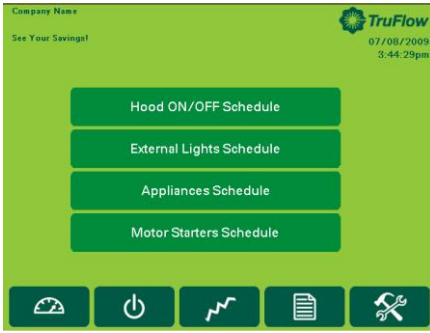 Company Name
TruFlow
See Your Savings!
07/08/2009
3:44:29pm
Hood ON/OFF Schedule
External Lights Schedule
Appliances Schedule
Motor Starters Schedule